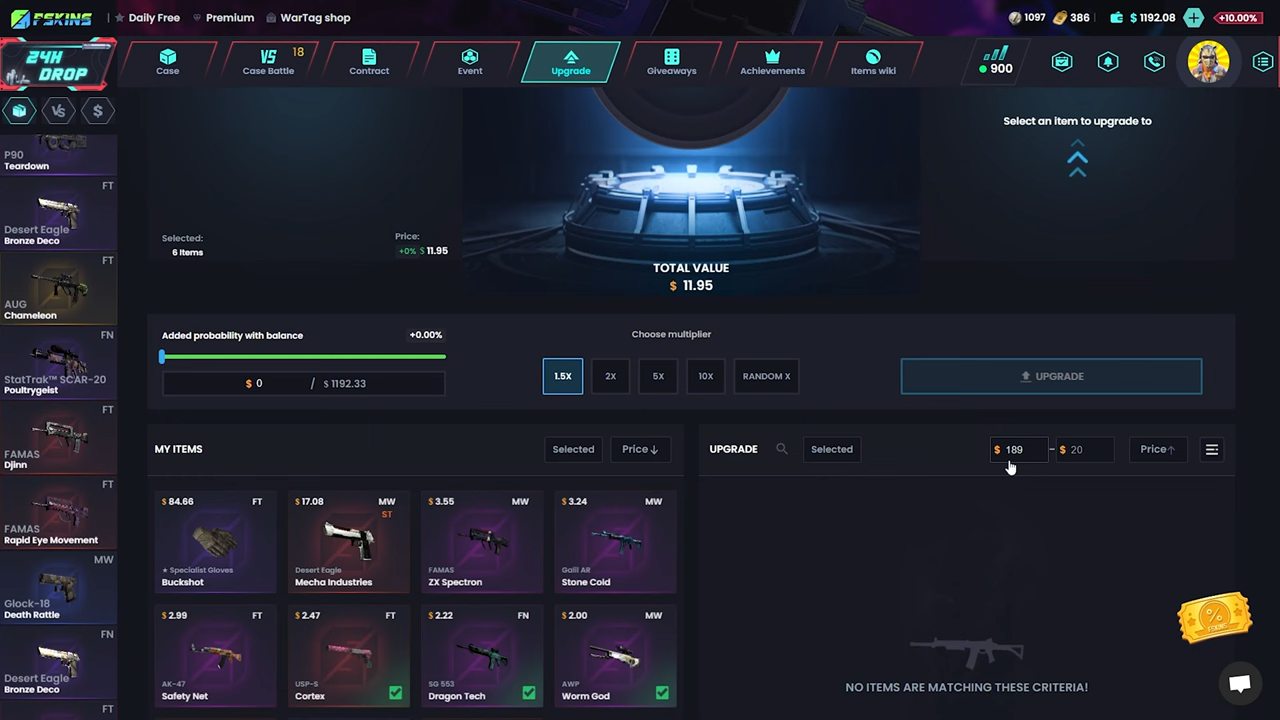 FSKINS
Daily Free
Premium
WarTag shop
1097
386
$ 1192.08
+10.00%
24H
DROP
Case
VS
18
Case Battle
Contract
Event
Upgrade
Giveaways
Achievements
Items wiki
900
VS
$
P90
Teardown
FT
Desert Eagle
Bronze Deco
FT
AUG
Chameleon
FN
StatTrak™ SCAR-20
Poultrygeist
FT
FAMAS
Djinn
FT
FAMAS
Rapid Eye Movement
MW
Glock-18
Death Rattle
FN
Desert Eagle
Bronze Deco
FT
Select an item to upgrade to
Selected:
6 Items
Price:
+0% $ 11.95
TOTAL VALUE
$ 11.95
Added probability with balance
+0.00%
$ 0 / $ 1192.33
Choose multiplier
1.5X
2X
5X
10X
RANDOM X
UPGRADE
MY ITEMS
Selected
Price↓
UPGRADE
Selected
$ 189 - $ 20
Price↑
$ 84.66 FT
★ Specialist Gloves
Buckshot
$ 17.08 MW
ST
Desert Eagle
Mecha Industries
$ 3.55 MW
FAMAS
ZX Spectron
$ 3.24 MW
Galil AR
Stone Cold
$ 2.99 FT
AK-47
Safety Net
$ 2.47 FT
USP-S
Cortex
$ 2.22 FN
SG 553
Dragon Tech
$ 2.00 MW
AWP
Worm God
NO ITEMS ARE MATCHING THESE CRITERIA!
%
FSKINS